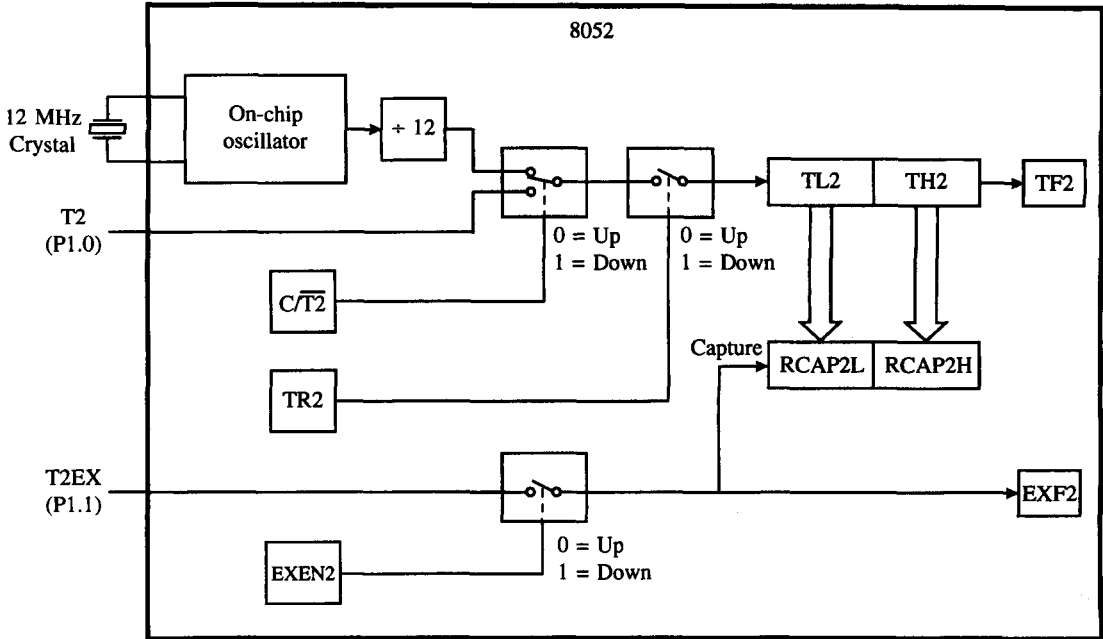 8052
12 MHz
Crystal
On-chip
oscillator
÷ 12
T2
(P1.0)
0 = Up
1 = Down
0 = Up
1 = Down
TL2
TH2
TF2
C/T̅2̅
Capture
RCAP2L
RCAP2H
TR2
T2EX
(P1.1)
EXF2
0 = Up
1 = Down
EXEN2